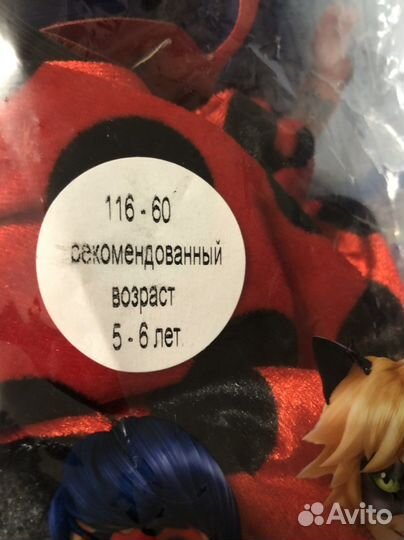 116 - 60
рекомендованный
возраст
5 - 6 лет
Avito